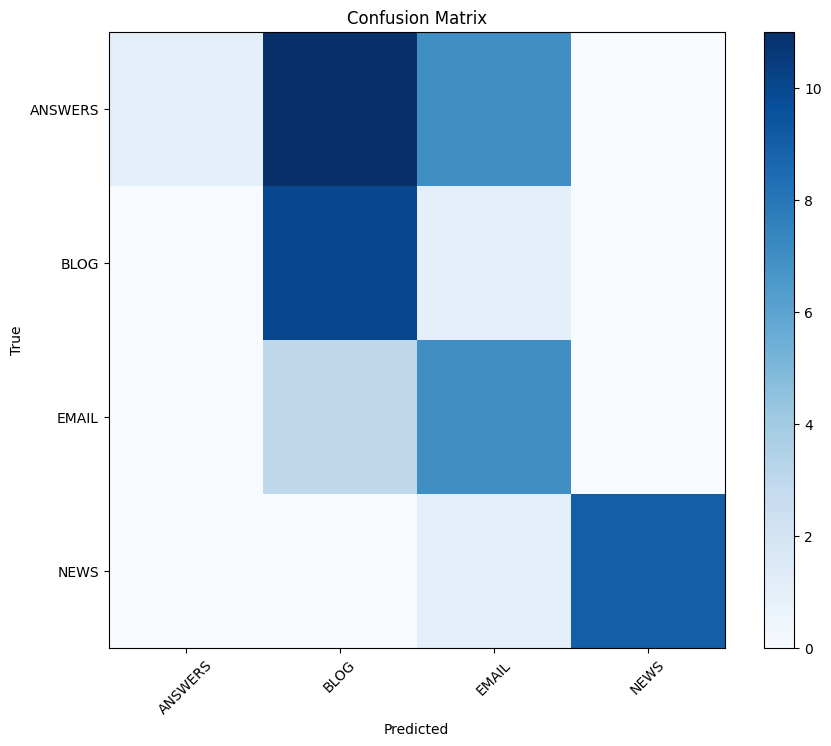 Confusion Matrix
True
ANSWERS
BLOG
EMAIL
NEWS
ANSWERS
BLOG
EMAIL
NEWS
Predicted
10
8
6
4
2
0